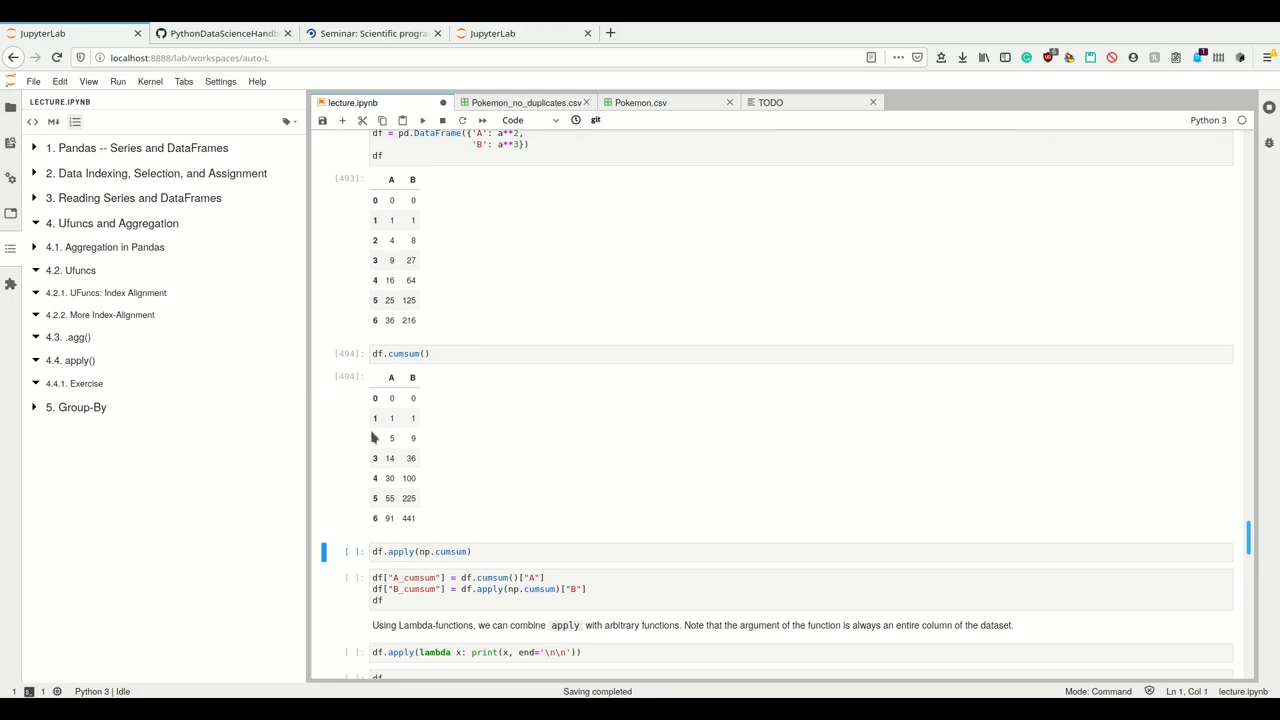 JupyterLab
PythonDataScienceHandb
Seminar: Scientific progra
JupyterLab
localhost:8888/lab/workspaces/auto-L
File Edit View Run Kernel Tabs Settings Help
LECTURE.IPYNB
1. Pandas -- Series and DataFrames
2. Data Indexing, Selection, and Assignment
3. Reading Series and DataFrames
4. Ufuncs and Aggregation
4.1. Aggregation in Pandas
4.2. Ufuncs
4.2.1. UFuncs: Index Alignment
4.2.2. More Index-Alignment
4.3. .agg()
4.4. apply()
4.4.1. Exercise
5. Group-By
lecture.ipynb
Pokemon_no_duplicates.csv
Pokemon.csv
TODO
Code
git
Python 3
df = pd.DataFrame({'A': a**2,
'B': a**3})
df
[493]:
A B
0 0 0
1 1 1
2 4 8
3 9 27
4 16 64
5 25 125
6 36 216
[494]: df.cumsum()
[494]:
A B
0 0 0
1 1 1
5 9
3 14 36
4 30 100
5 55 225
6 91 441
[ ]: df.apply(np.cumsum)
[ ]: df["A_cumsum"] = df.cumsum()["A"]
df["B_cumsum"] = df.apply(np.cumsum)["B"]
df
Using Lambda-functions, we can combine apply with arbitrary functions. Note that the argument of the function is always an entire column of the dataset.
[ ]: df.apply(lambda x: print(x, end='\n\n'))
[ ]: df
1 1 Python 3 | Idle
Saving completed
Mode: Command
Ln 1, Col 1
lecture.ipynb